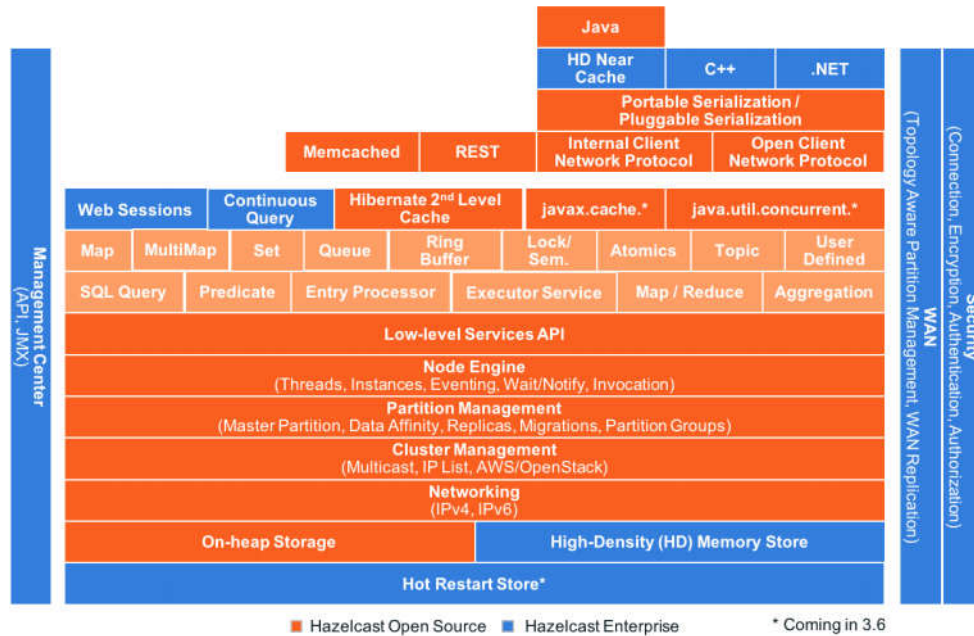 Java
HD Near
Cache
C++
.NET
Portable Serialization /
Pluggable Serialization
Memcached
REST
Internal Client
Network Protocol
Open Client
Network Protocol
Web Sessions
Continuous
Query
Hibernate 2nd Level
Cache
javax.cache.*
java.util.concurrent.*
Map
MultiMap
Set
Queue
Ring
Buffer
Lock/
Sem.
Atomics
Topic
User
Defined
SQL Query
Predicate
Entry Processor
Executor Service
Map / Reduce
Aggregation
Low-level Services API
Node Engine
(Threads, Instances, Eventing, Wait/Notify, Invocation)
Partition Management
(Master Partition, Data Affinity, Replicas, Migrations, Partition Groups)
Cluster Management
(Multicast, IP List, AWS/OpenStack)
Networking
(IPv4, IPv6)
On-heap Storage
High-Density (HD) Memory Store
Hot Restart Store*
Management Center
(API, JMX)
WAN
(Topology Aware Partition Management, WAN Replication)
Security
(Connection, Encryption, Authentication, Authorization)
Hazelcast Open Source
Hazelcast Enterprise
* Coming in 3.6